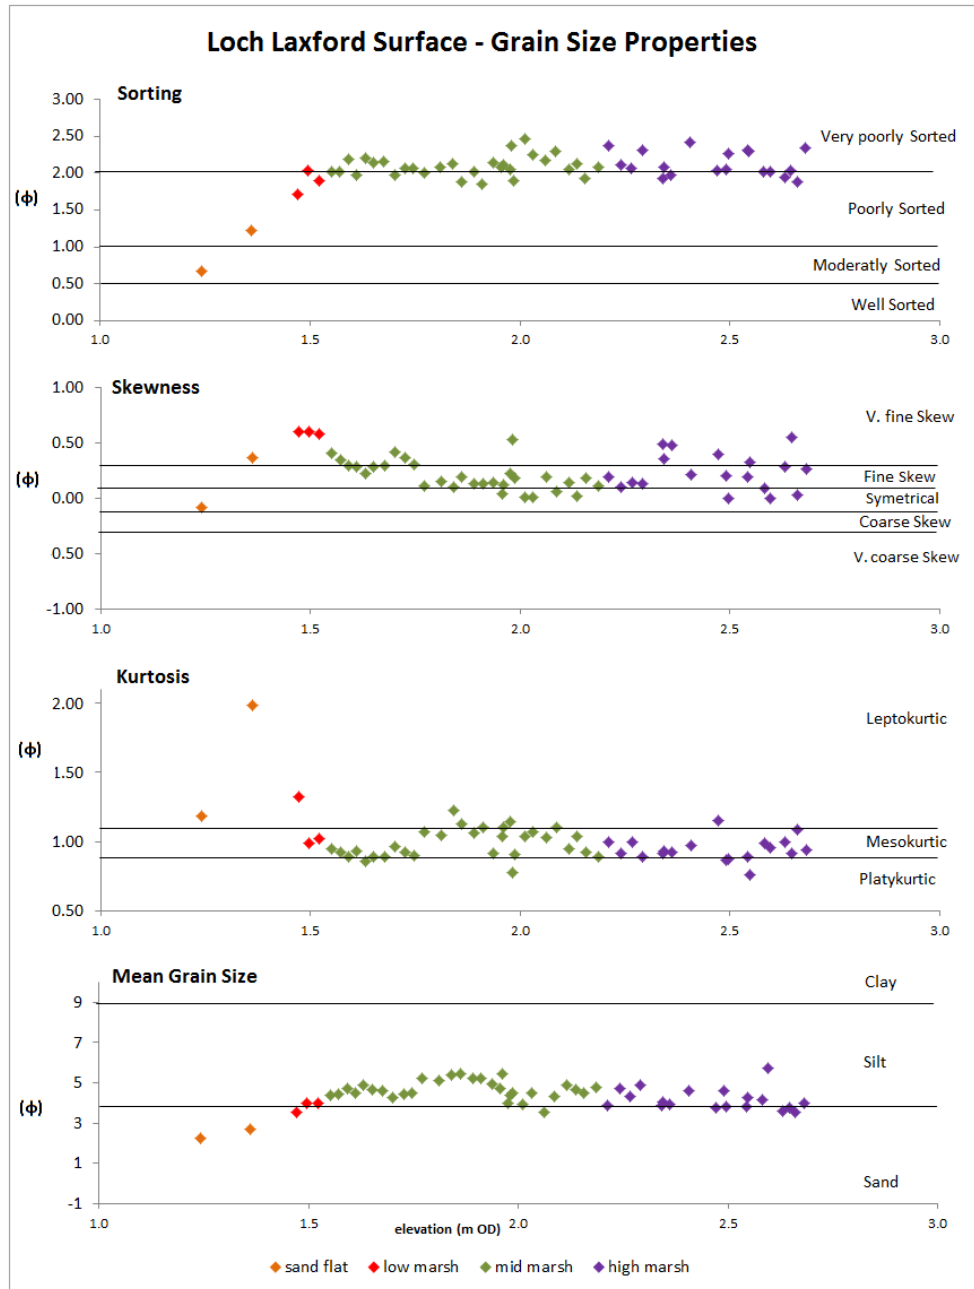 Loch Laxford Surface - Grain Size Properties
Sorting
3.00
2.50
2.00
1.50
1.00
0.50
0.00
(ϕ)
Very poorly Sorted
Poorly Sorted
Moderatly Sorted
Well Sorted
1.0 1.5 2.0 2.5 3.0
Skewness
1.00
0.50
0.00
0.50
-1.00
(ϕ)
V. fine Skew
Fine Skew
Symetrical
Coarse Skew
V. coarse Skew
1.0 1.5 2.0 2.5 3.0
Kurtosis
2.00
1.50
1.00
0.50
(ϕ)
Leptokurtic
Mesokurtic
Platykurtic
1.0 1.5 2.0 2.5 3.0
Mean Grain Size
9
7
5
3
1
-1
(ϕ)
Clay
Silt
Sand
1.0 1.5 2.0 2.5 3.0
elevation (m OD)
sand flat low marsh mid marsh high marsh